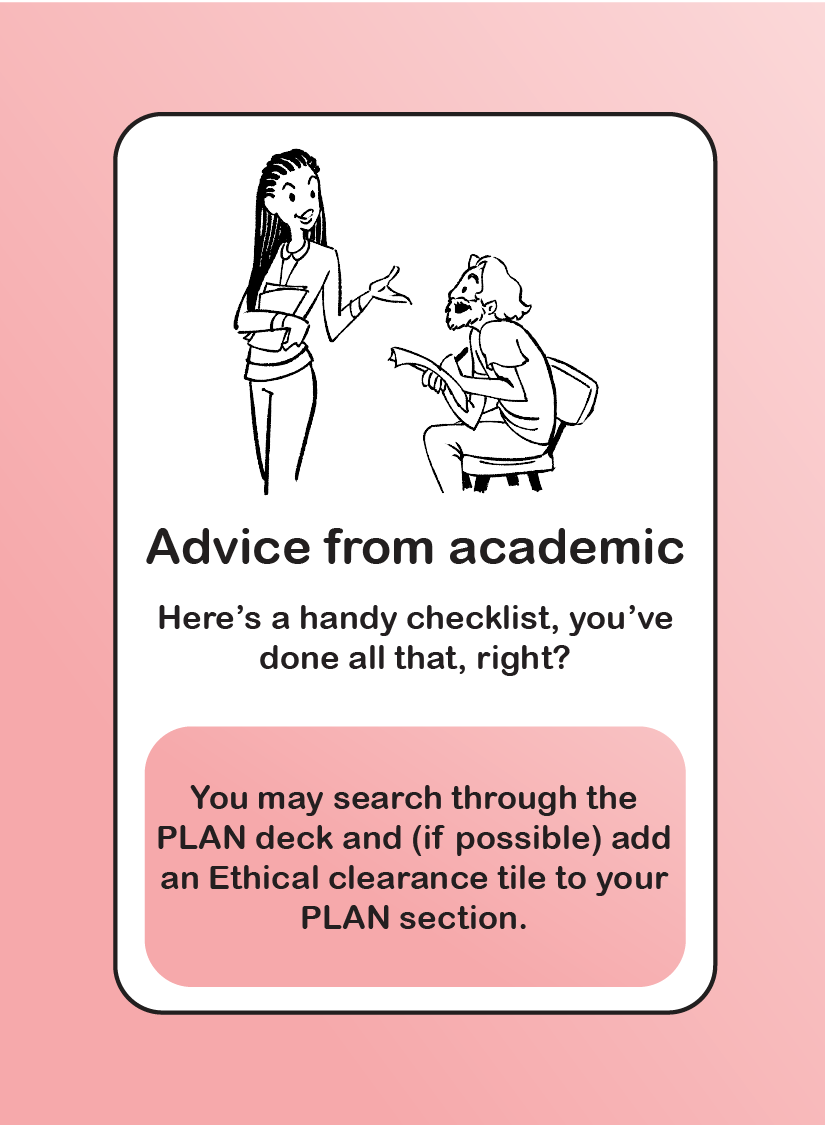 Advice from academic
Here’s a handy checklist, you’ve
done all that, right?
You may search through the
PLAN deck and (if possible) add
an Ethical clearance tile to your
PLAN section.